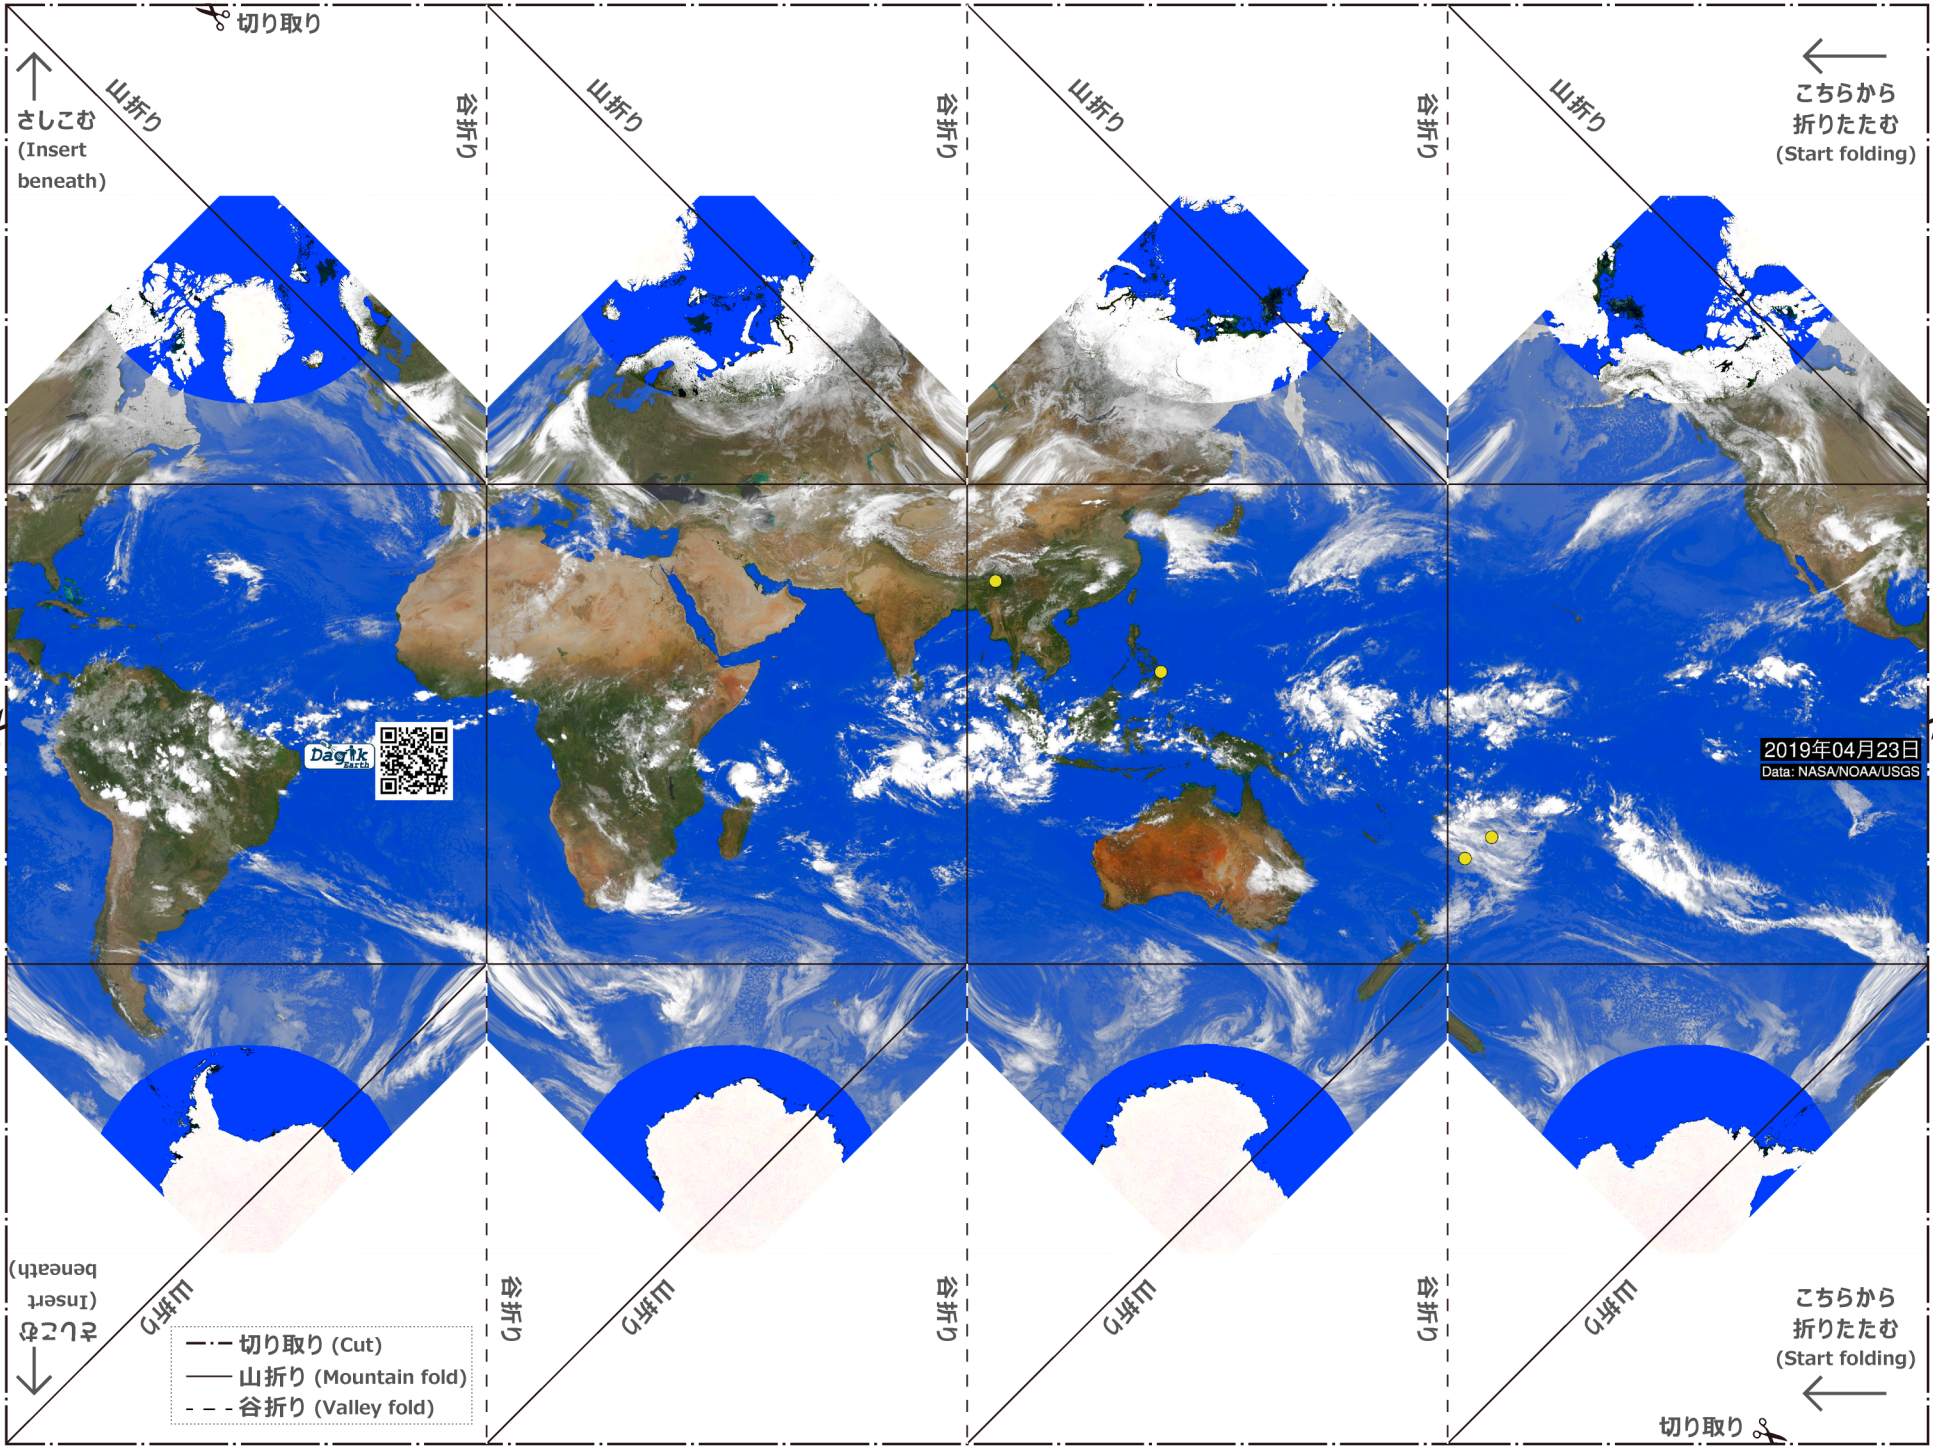 切り取り
さしこむ
(Insert
beneath)
山折り
谷折り
山折り
谷折り
山折り
谷折り
山折り
こちらから
折りたたむ
(Start folding)
Dagik
Earth
2019年04月23日
Data: NASA/NOAA/USGS
さしこむ
(Insert
beneath)
山折り
谷折り
山折り
谷折り
山折り
谷折り
山折り
こちらから
折りたたむ
(Start folding)
切り取り (Cut)
山折り (Mountain fold)
谷折り (Valley fold)
切り取り